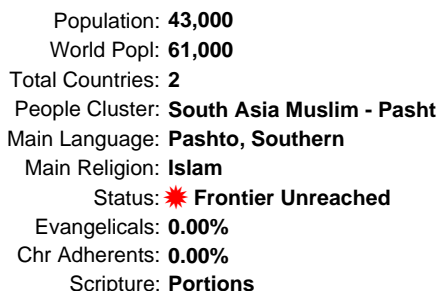 Population: 43,000
World Popl: 61,000
Total Countries: 2
People Cluster: South Asia Muslim - Pasht
Main Language: Pashto, Southern
Main Religion: Islam
Status: Frontier Unreached
Evangelicals: 0.00%
Chr Adherents: 0.00%
Scripture: Portions